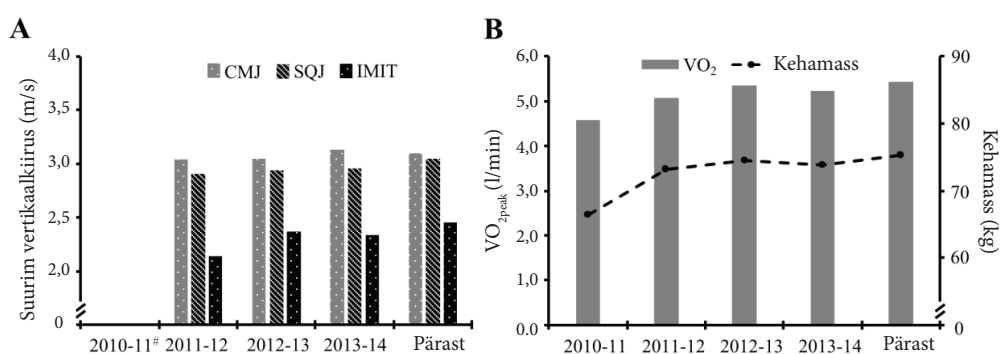 A
Suurim vertikaalkiirus (m/s)
4,0
3,5
3,0
2,5
2,0
0
CMJ SQJ IMIT
2010-11# 2011-12 2012-13 2013-14 Pärast
B
VO2peak (l/min)
6,0
5,0
4,0
3,0
2,0
1,0
0.0
VO2 Kehamass
90
80
70
60
0
Kehamass
(kg)
2010-11 2011-12 2012-13 2013-14 Pärast